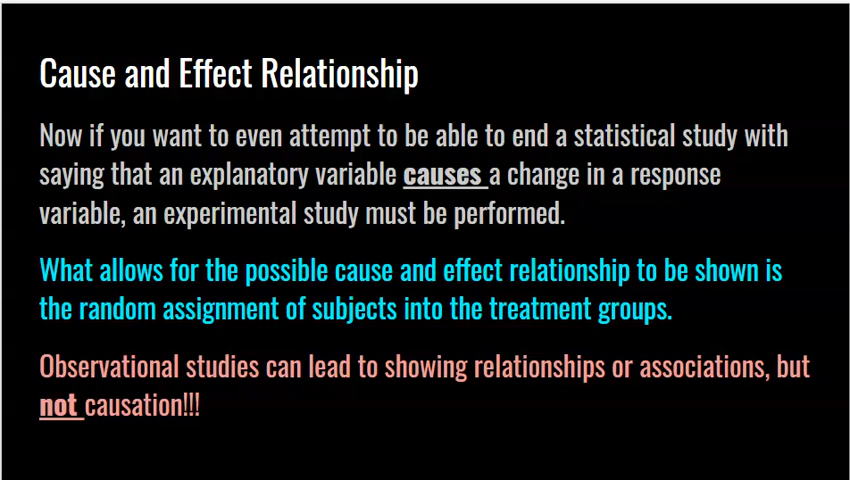 Cause and Effect Relationship
Now if you want to even attempt to be able to end a statistical study with
saying that an explanatory variable causes a change in a response
variable, an experimental study must be performed.
What allows for the possible cause and effect relationship to be shown is
the random assignment of subjects into the treatment groups.
Observational studies can lead to showing relationships or associations, but
not causation!!!